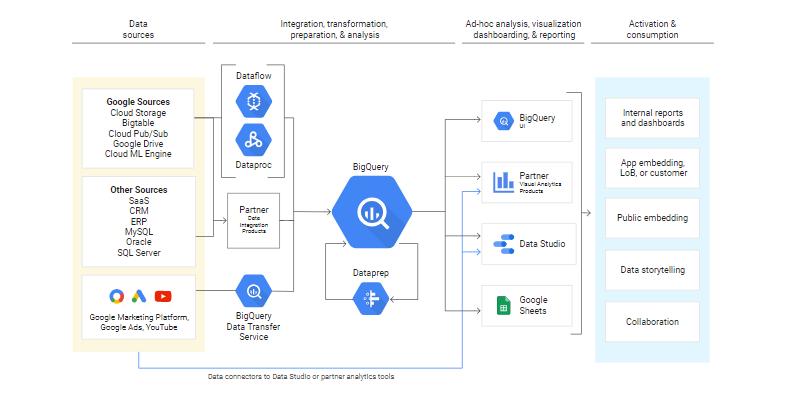 Data
sources
Integration, transformation,
preparation, & analysis
Ad-hoc analysis, visualization
dashboarding, & reporting
Activation &
consumption
Google Sources
Cloud Storage
Bigtable
Cloud Pub/Sub
Google Drive
Cloud ML Engine
Other Sources
SaaS
CRM
ERP
MySQL
Oracle
SQL Server
Google Marketing Platform,
Google Ads, YouTube
Dataflow
Dataproc
Partner
Data
Integration
Products
BigQuery
Data Transfer
Service
BigQuery
Dataprep
BigQuery
UI
Partner
Visual Analytics
Products
Data Studio
Google
Sheets
Internal reports
and dashboards
App embedding,
LoB, or customer
Public embedding
Data storytelling
Collaboration
Data connectors to Data Studio or partner analytics tools